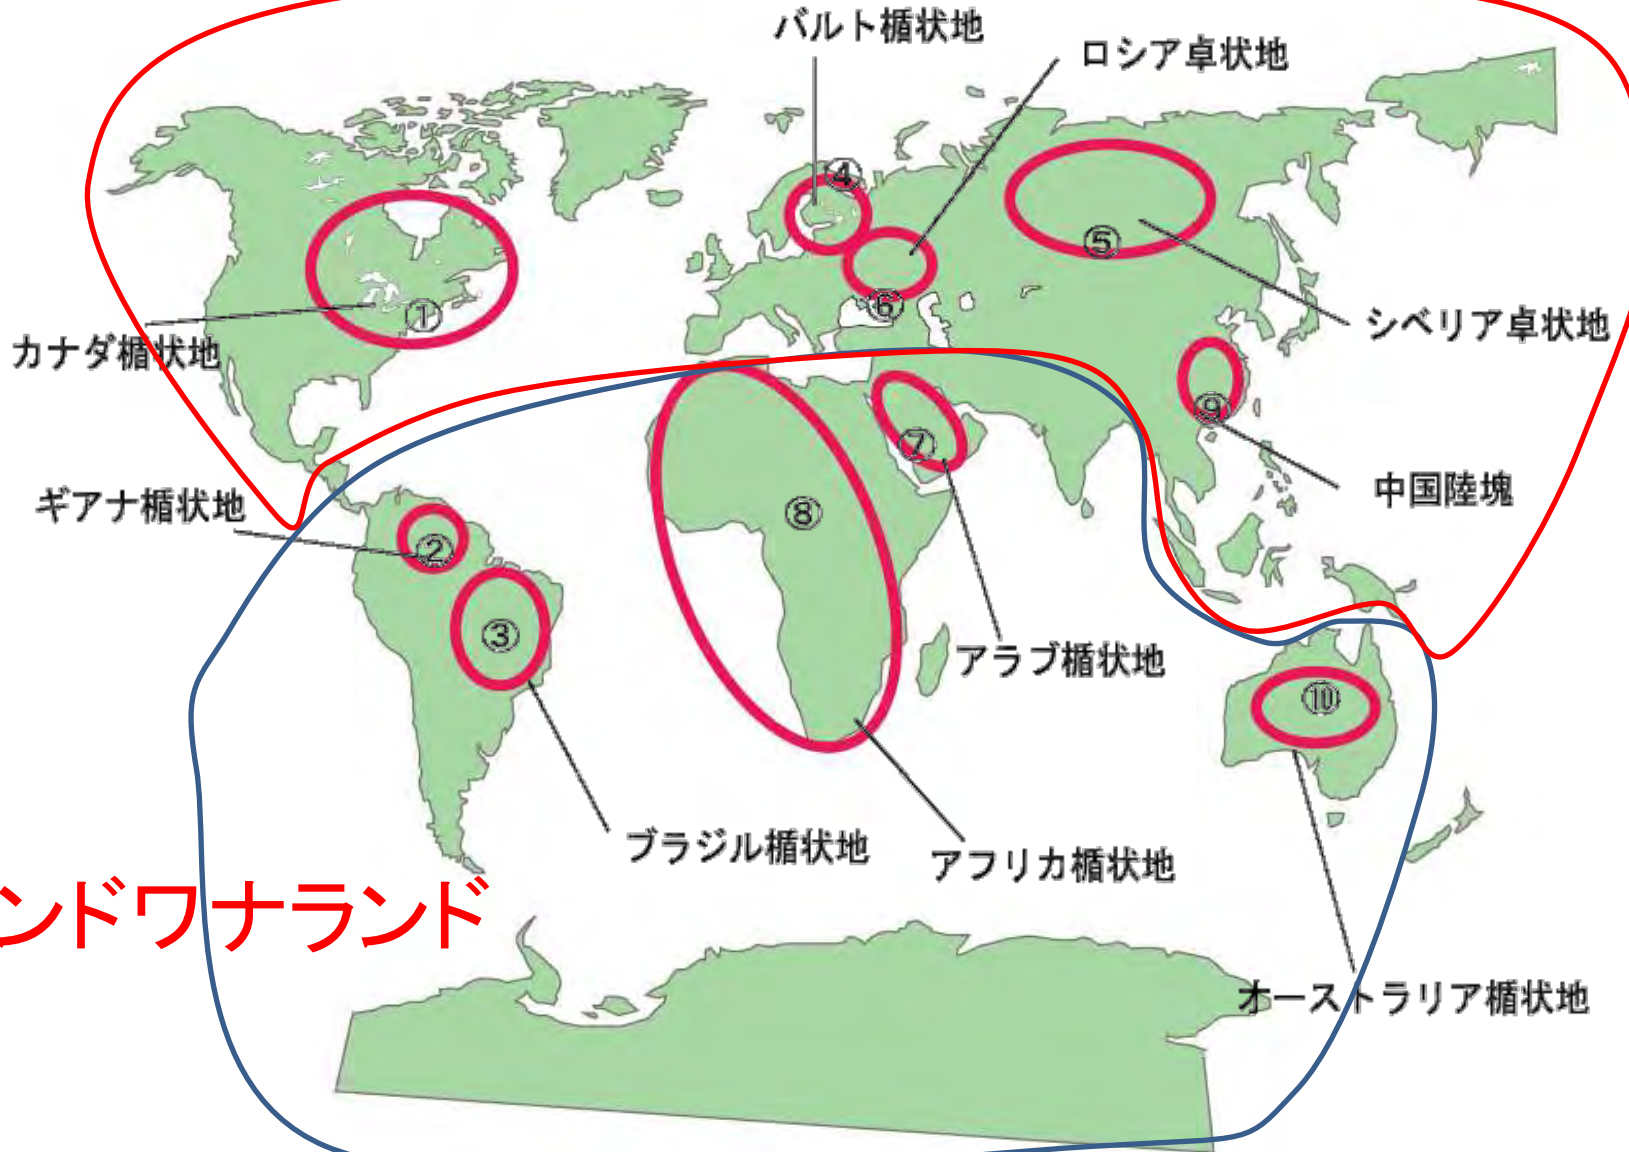 バルト楯状地
ロシア卓状地
④
⑤
⑥
①
カナダ楯状地
シベリア卓状地
⑨
⑦
中国陸塊
ギアナ楯状地
②
⑧
③
アラブ楯状地
⑩
ブラジル楯状地
アフリカ楯状地
ンドワナランド
オーストラリア楯状地